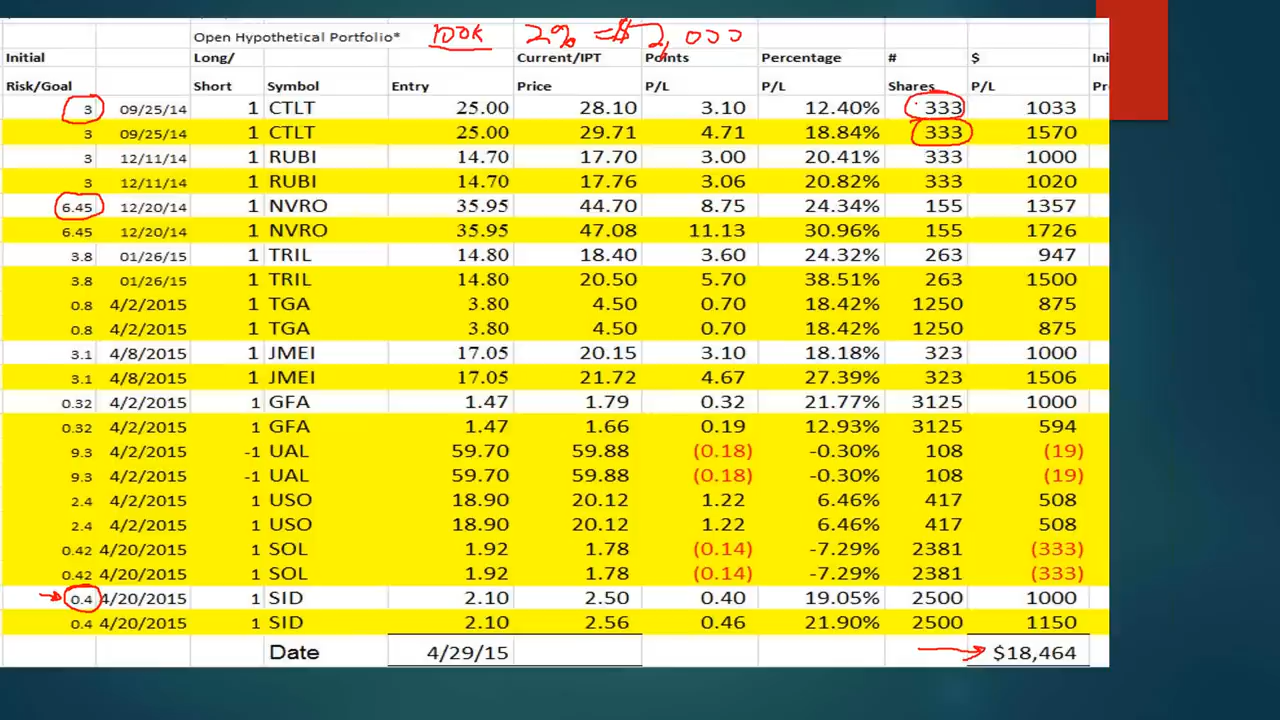 Open Hypothetical Portfolio* 100K 2% = $2,000
Initial Long/ Current/IPT Points Percentage # $ Ini
Risk/Goal Short Symbol Entry Price P/L P/L Shares P/L Pr
3 09/25/14 1 CTLT 25.00 28.10 3.10 12.40% 333 1033
3 09/25/14 1 CTLT 25.00 29.71 4.71 18.84% 333 1570
3 12/11/14 1 RUBI 14.70 17.70 3.00 20.41% 333 1000
3 12/11/14 1 RUBI 14.70 17.76 3.06 20.82% 333 1020
6.45 12/20/14 1 NVRO 35.95 44.70 8.75 24.34% 155 1357
6.45 12/20/14 1 NVRO 35.95 47.08 11.13 30.96% 155 1726
3.8 01/26/15 1 TRIL 14.80 18.40 3.60 24.32% 263 947
3.8 01/26/15 1 TRIL 14.80 20.50 5.70 38.51% 263 1500
0.8 4/2/2015 1 TGA 3.80 4.50 0.70 18.42% 1250 875
0.8 4/2/2015 1 TGA 3.80 4.50 0.70 18.42% 1250 875
3.1 4/8/2015 1 JMEI 17.05 20.15 3.10 18.18% 323 1000
3.1 4/8/2015 1 JMEI 17.05 21.72 4.67 27.39% 323 1506
0.32 4/2/2015 1 GFA 1.47 1.79 0.32 21.77% 3125 1000
0.32 4/2/2015 1 GFA 1.47 1.66 0.19 12.93% 3125 594
9.3 4/2/2015 -1 UAL 59.70 59.88 (0.18) -0.30% 108 (19)
9.3 4/2/2015 -1 UAL 59.70 59.88 (0.18) -0.30% 108 (19)
2.4 4/2/2015 1 USO 18.90 20.12 1.22 6.46% 417 508
2.4 4/2/2015 1 USO 18.90 20.12 1.22 6.46% 417 508
0.42 4/20/2015 1 SOL 1.92 1.78 (0.14) -7.29% 2381 (333)
0.42 4/20/2015 1 SOL 1.92 1.78 (0.14) -7.29% 2381 (333)
0.4 4/20/2015 1 SID 2.10 2.50 0.40 19.05% 2500 1000
0.4 4/20/2015 1 SID 2.10 2.56 0.46 21.90% 2500 1150
Date 4/29/15 $18,464